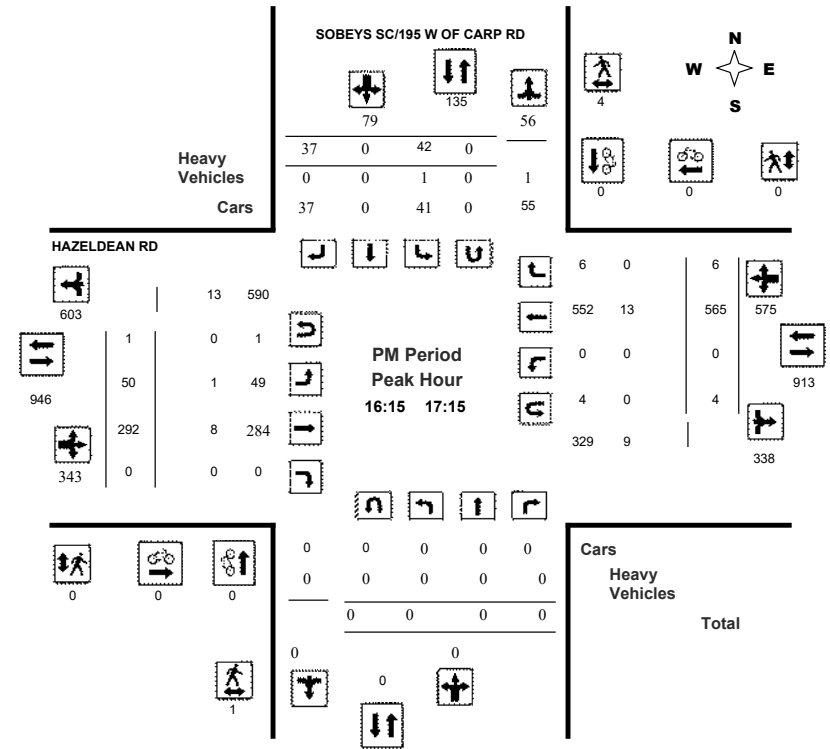 SOBEYS SC/195 W OF CARP RD
N
W E
S
135
4
79 56
37 0 42 0
Heavy
Vehicles
0 0 1 0 1
Cars
37 0 41 0 55
0 0 0
HAZELDEAN RD
603
13 590
1 0 1
50 1 49
946
292 8 284
343
0 0 0
PM Period
Peak Hour
16:15 17:15
6 0 6
552 13 565 575
0 0 0
913
4 0 4
329 9
338
0 0 0 0 0
Cars
0 0 0 0 0
Heavy
Vehicles
0 0 0 0
Total
0 0 0
0 0
0
1